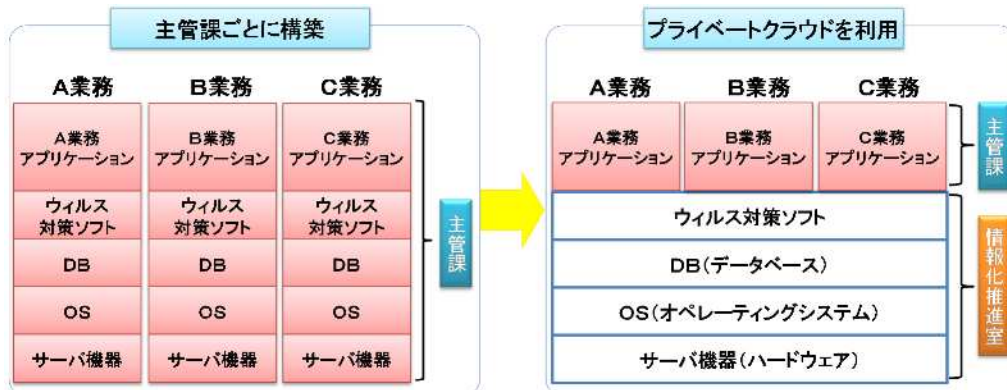 主管課ごとに構築
A業務 B業務 C業務
A業務
アプリケーション
B業務
アプリケーション
C業務
アプリケーション
ウィルス
対策ソフト
ウィルス
対策ソフト
ウィルス
対策ソフト
DB DB DB
OS OS OS
サーバ機器 サーバ機器 サーバ機器
主管課
プライベートクラウドを利用
A業務 B業務 C業務
A業務
アプリケーション
B業務
アプリケーション
C業務
アプリケーション
主管課
ウィルス対策ソフト
DB(データベース)
OS(オペレーティングシステム)
サーバ機器(ハードウェア)
情報化推進室